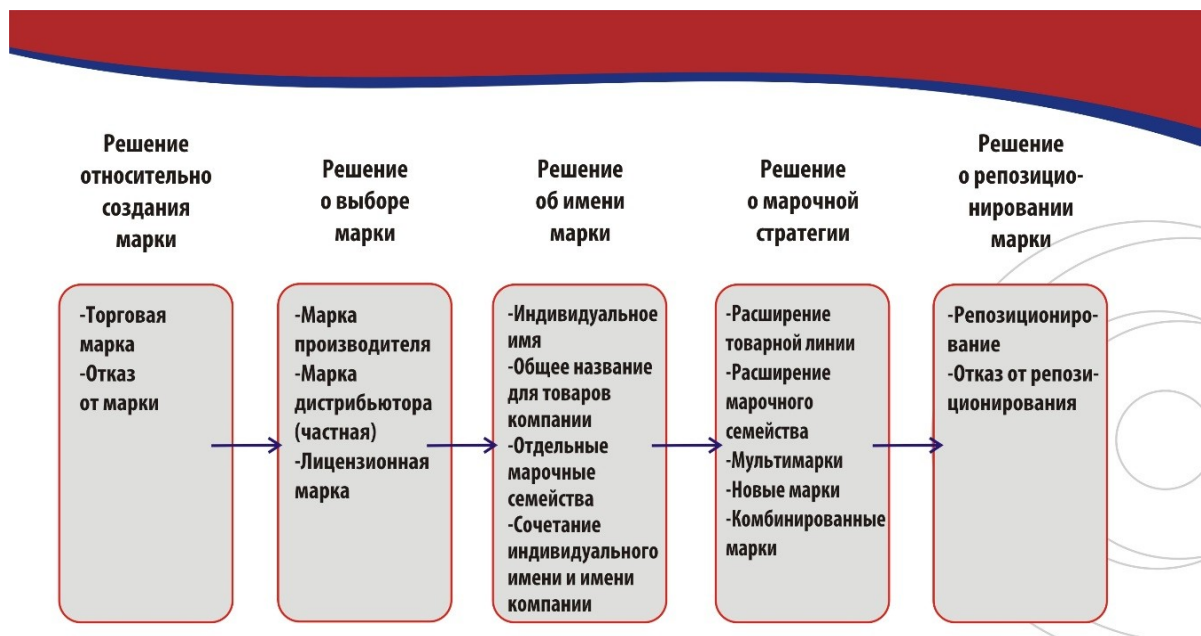 Решение
относительно
создания
марки
Решение
о выборе
марки
Решение
об имени
марки
Решение
о марочной
стратегии
Решение
о репозицио-
нировании
марки
-Торговая
марка
-Отказ
от марки
-Марка
производителя
-Марка
дистрибьютора
(частная)
-Лицензионная
марка
-Индивидуальное
имя
-Общее название
для товаров
компании
-Отдельные
марочные
семейства
-Сочетание
индивидуального
имени и имени
компании
-Расширение
товарной линии
-Расширение
марочного
семейства
-Мультимарки
-Новые марки
-Комбинированные
марки
-Репозициониро-
вание
-Отказ от репози-
ционирования